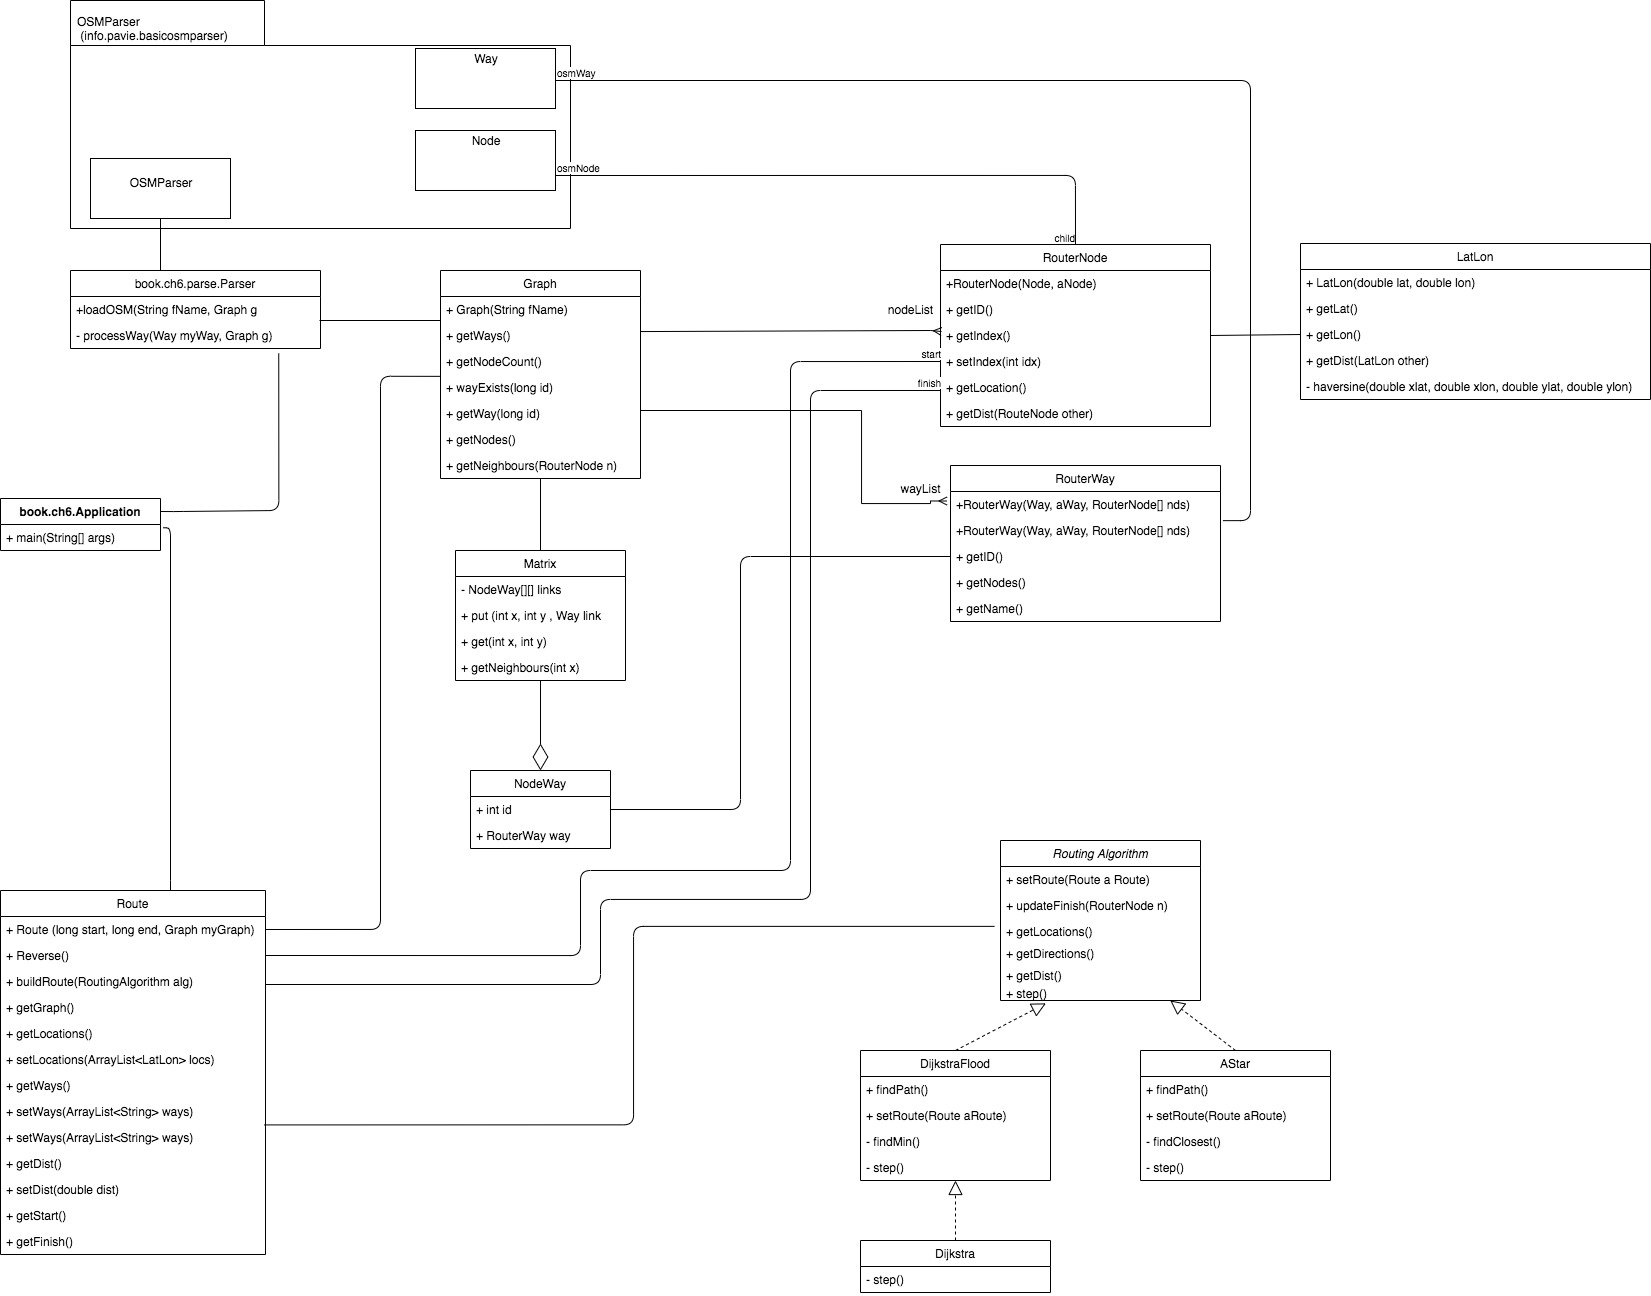 OSMParser
(info.pavie.basicosmparser)
Way
osmWay
Node
osmNode
OSMParser
child
book.ch6.parse.Parser
+loadOSM(String fName, Graph g
- processWay(Way myWay, Graph g)
Graph
+ Graph(String fName)
+ getWays()
+ getNodeCount()
+ wayExists(long id)
+ getWay(long id)
+ getNodes()
+ getNeighbours(RouterNode n)
nodeList
start
finish
wayList
RouterNode
+RouterNode(Node, aNode)
+ getID()
+ getIndex()
+ setIndex(int idx)
+ getLocation()
+ getDist(RouteNode other)
LatLon
+ LatLon(double lat, double lon)
+ getLat()
+ getLon()
+ getDist(LatLon other)
- haversine(double xlat, double xlon, double ylat, double ylon)
RouterWay
+RouterWay(Way, aWay, RouterNode[] nds)
+RouterWay(Way, aWay, RouterNode[] nds)
+ getID()
+ getNodes()
+ getName()
book.ch6.Application
+ main(String[] args)
Matrix
- NodeWay[][] links
+ put (int x, int y , Way link
+ get(int x, int y)
+ getNeighbours(int x)
NodeWay
+ int id
+ RouterWay way
Route
+ Route (long start, long end, Graph myGraph)
+ Reverse()
+ buildRoute(RoutingAlgorithm alg)
+ getGraph()
+ getLocations()
+ setLocations(ArrayList<LatLon> locs)
+ getWays()
+ setWays(ArrayList<String> ways)
+ setWays(ArrayList<String> ways)
+ getDist()
+ setDist(double dist)
+ getStart()
+ getFinish()
Routing Algorithm
+ setRoute(Route a Route)
+ updateFinish(RouterNode n)
+ getLocations()
+ getDirections()
+ getDist()
+ step()
DijkstraFlood
+ findPath()
+ setRoute(Route aRoute)
- findMin()
- step()
AStar
+ findPath()
+ setRoute(Route aRoute)
- findClosest()
- step()
Dijkstra
- step()